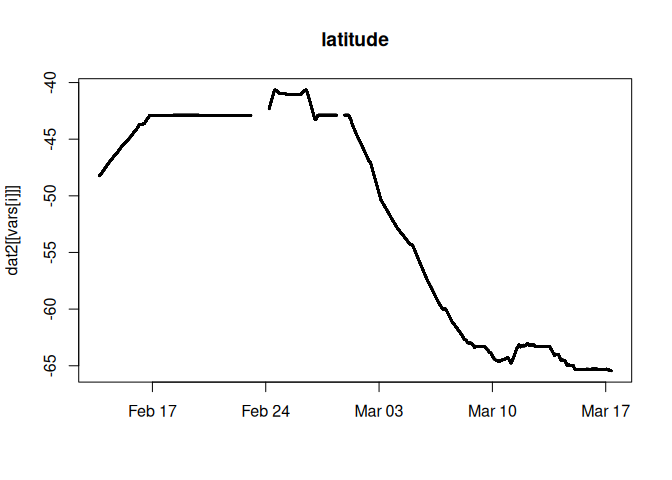 latitude
dat2[[vars[i]]]
-40
-45
-50
-55
-60
-65
Feb 17
Feb 24
Mar 03
Mar 10
Mar 17